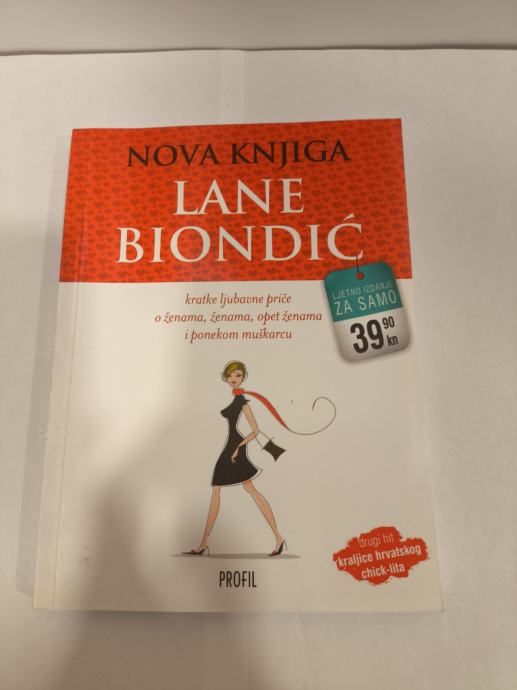 NOVA KNJIGA
LANE
BIONDIĆ
kratke ljubavne priče
o ženama, ženama, opet ženama
i ponekom muškarcu
LJETNO IZDANJE
ZA SAMO
39 90 kn
drugi hit
kraljice hrvatskog
chick-lita
PROFIL